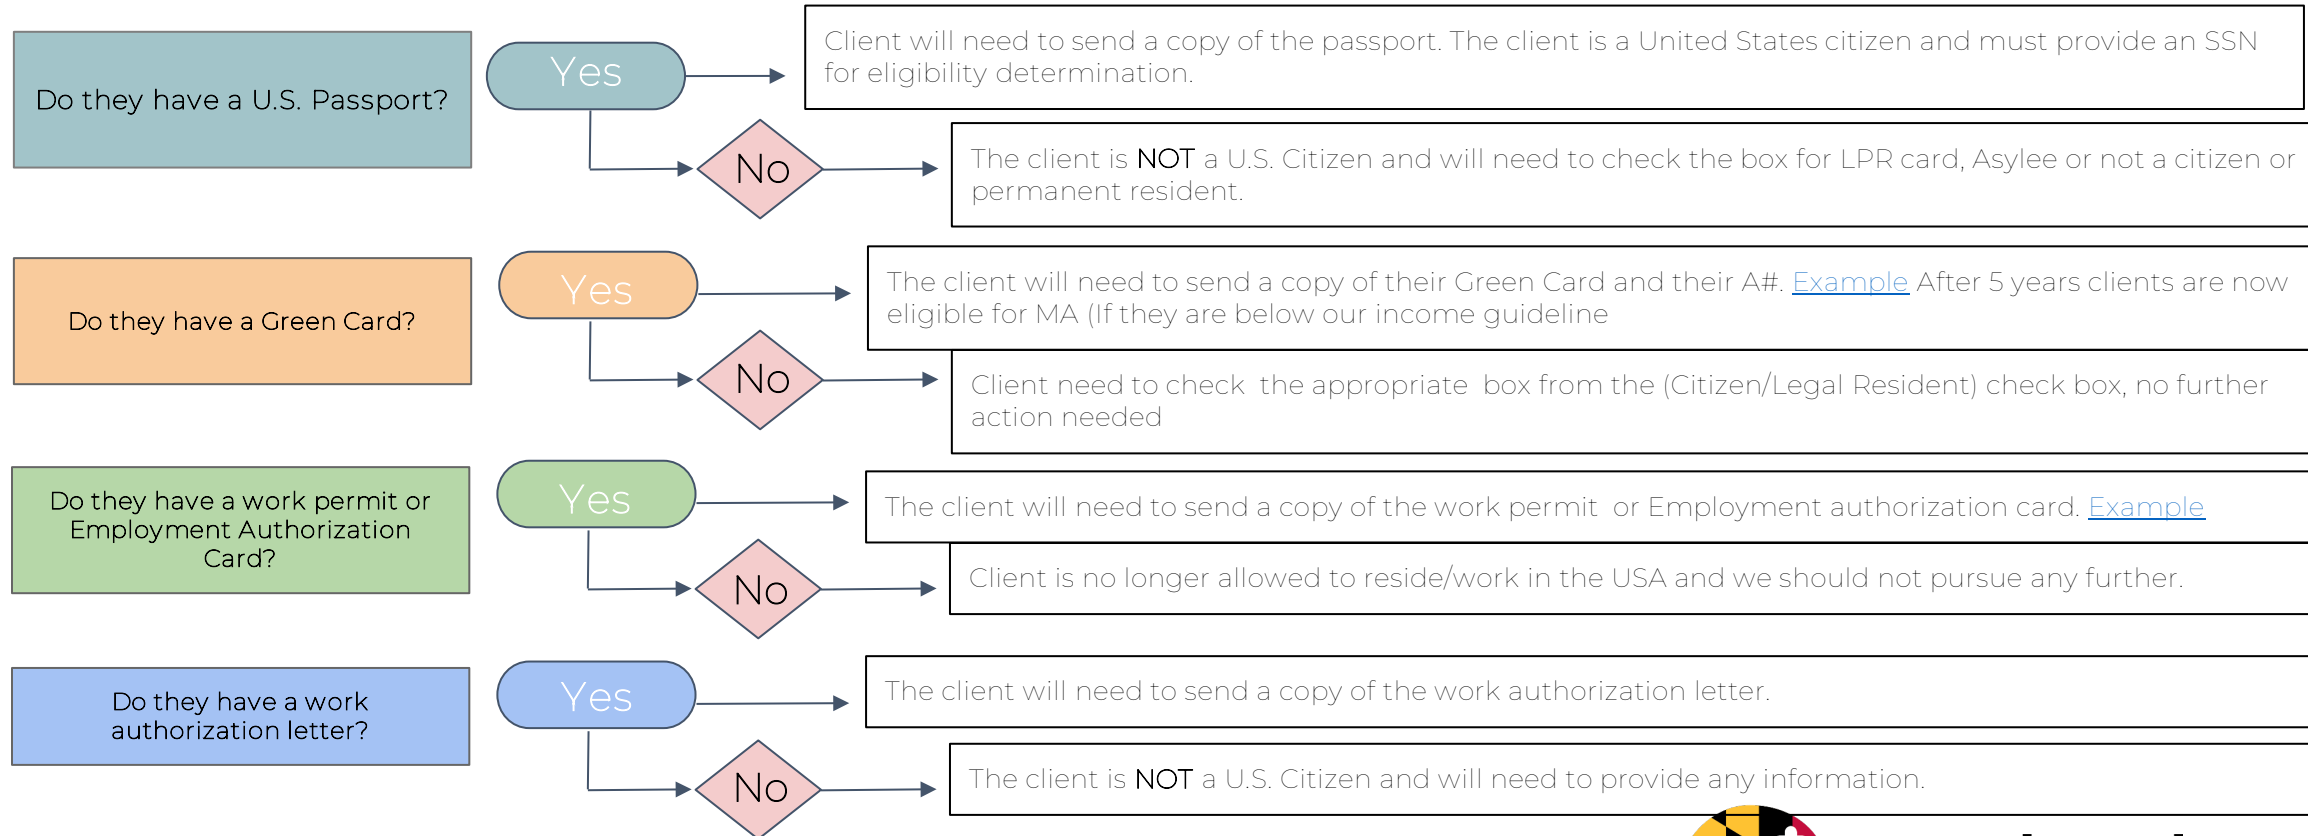 Do they have a U.S. Passport?
Yes
Client will need to send a copy of the passport. The client is a United States citizen and must provide an SSN
for eligibility determination.
No
The client is NOT a U.S. Citizen and will need to check the box for LPR card, Asylee or not a citizen or
permanent resident.
Do they have a Green Card?
Yes
The client will need to send a copy of their Green Card and their A#. Example After 5 years clients are now
eligible for MA (If they are below our income guideline
No
Client need to check the appropriate box from the (Citizen/Legal Resident) check box, no further
action needed
Do they have a work permit or
Employment Authorization
Card?
Yes
The client will need to send a copy of the work permit or Employment authorization card. Example
No
Client is no longer allowed to reside/work in the USA and we should not pursue any further.
Do they have a work
authorization letter?
Yes
The client will need to send a copy of the work authorization letter.
No
The client is NOT a U.S. Citizen and will need to provide any information.